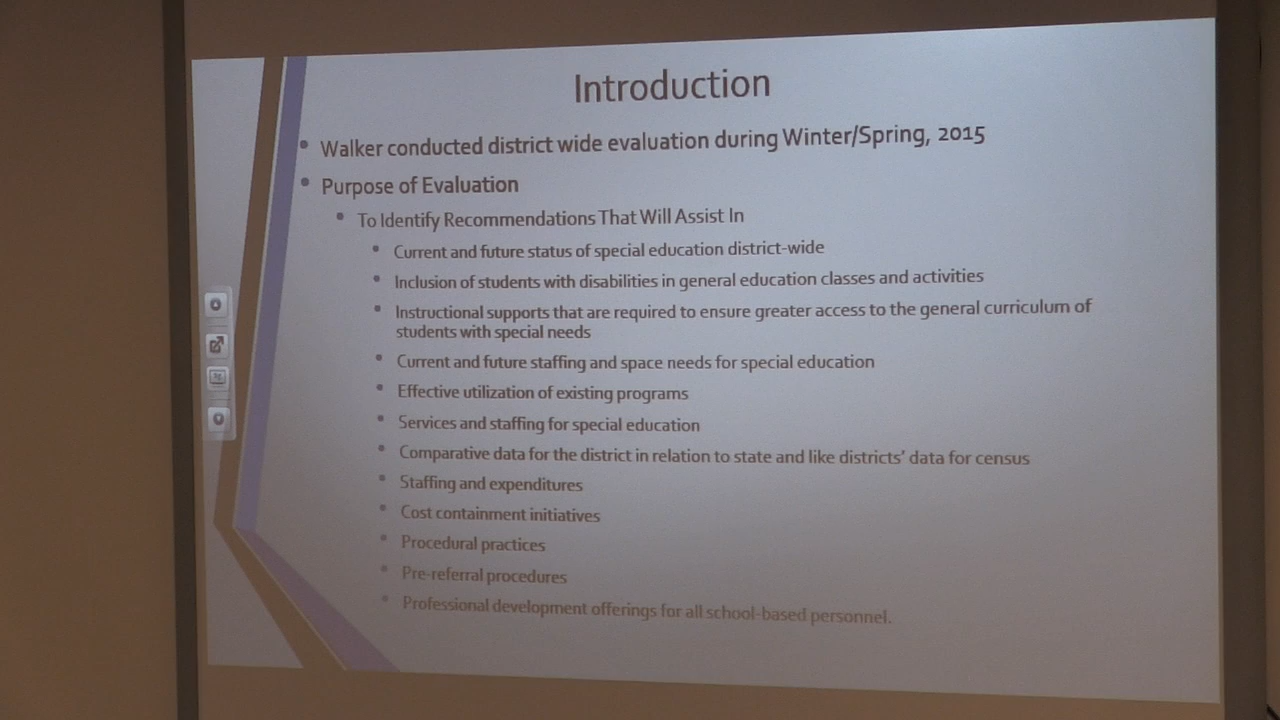 Introduction
Walker conducted district wide evaluation during Winter/Spring, 2015
Purpose of Evaluation
To Identify Recommendations That Will Assist In
Current and future status of special education district-wide
Inclusion of students with disabilities in general education classes and activities
Instructional supports that are required to ensure greater access to the general curriculum of
students with special needs
Current and future staffing and space needs for special education
Effective utilization of existing programs
Services and staffing for special education
Comparative data for the district in relation to state and like districts' data for census
Staffing and expenditures
Cost containment initiatives
Procedural practices
Pre-referral procedures
Professional development offerings for all school-based personnel.